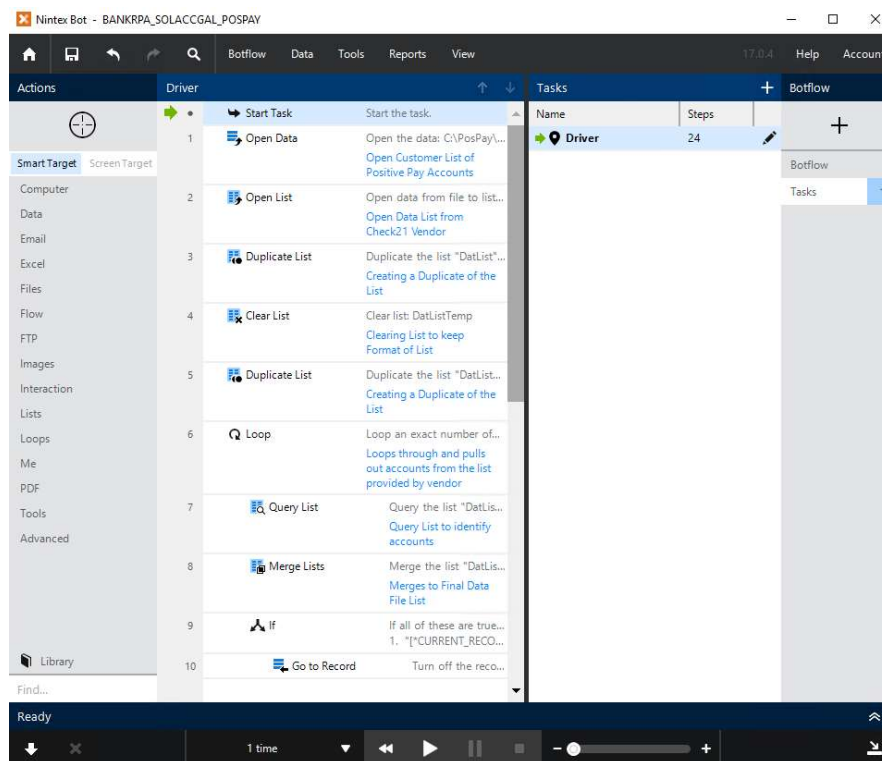 Nintex Bot - BANKRPA_SOLACCGAL_POSPAY
Botflow Data Tools Reports View 17.0.4 Help Accoun
Actions
Smart Target Screen Target
Computer
Data
Email
Excel
Files
Flow
FTP
Images
Interaction
Lists
Loops
Me
PDF
Tools
Advanced
Library
Find...
Driver
Start Task Start the task.
1 Open Data Open the data: C:\PosPay\...
Open Customer List of
Positive Pay Accounts
2 Open List Open data from file to list...
Open Data List from
Check21 Vendor
3 Duplicate List Duplicate the list "DatList"...
Creating a Duplicate of the
List
4 Clear List Clear list: DatListTemp
Clearing List to keep
Format of List
5 Duplicate List Duplicate the list "DatList...
Creating a Duplicate of the
List
6 Loop Loop an exact number of...
Loops through and pulls
out accounts from the list
provided by vendor
7 Query List Query the list "DatLis...
Query List to identify
accounts
8 Merge Lists Merge the list "DatLis...
Merges to Final Data
File List
9 If If all of these are true...
1. "[*CURRENT_RECO...
10 Go to Record Turn off the reco...
Tasks
Name Steps
Driver 24
Botflow
Botflow
Tasks
Ready
1 time